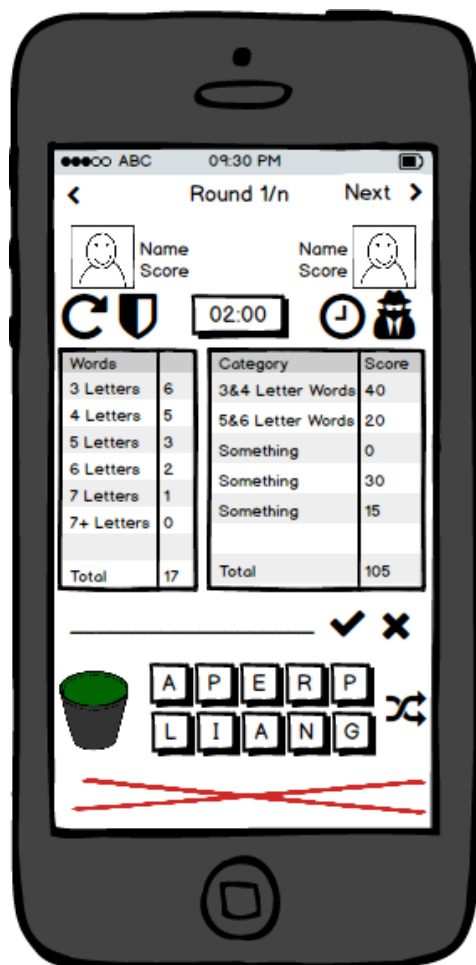 ABC 09:30 PM
Round 1/n Next
Name Name
Score Score
02:00
Words
3 Letters 6
4 Letters 5
5 Letters 3
6 Letters 2
7 Letters 1
7+ Letters 0
Total 17
Category Score
3&4 Letter Words 40
5&6 Letter Words 20
Something 0
Something 30
Something 15
Total 105
A P E R P
L I A N G